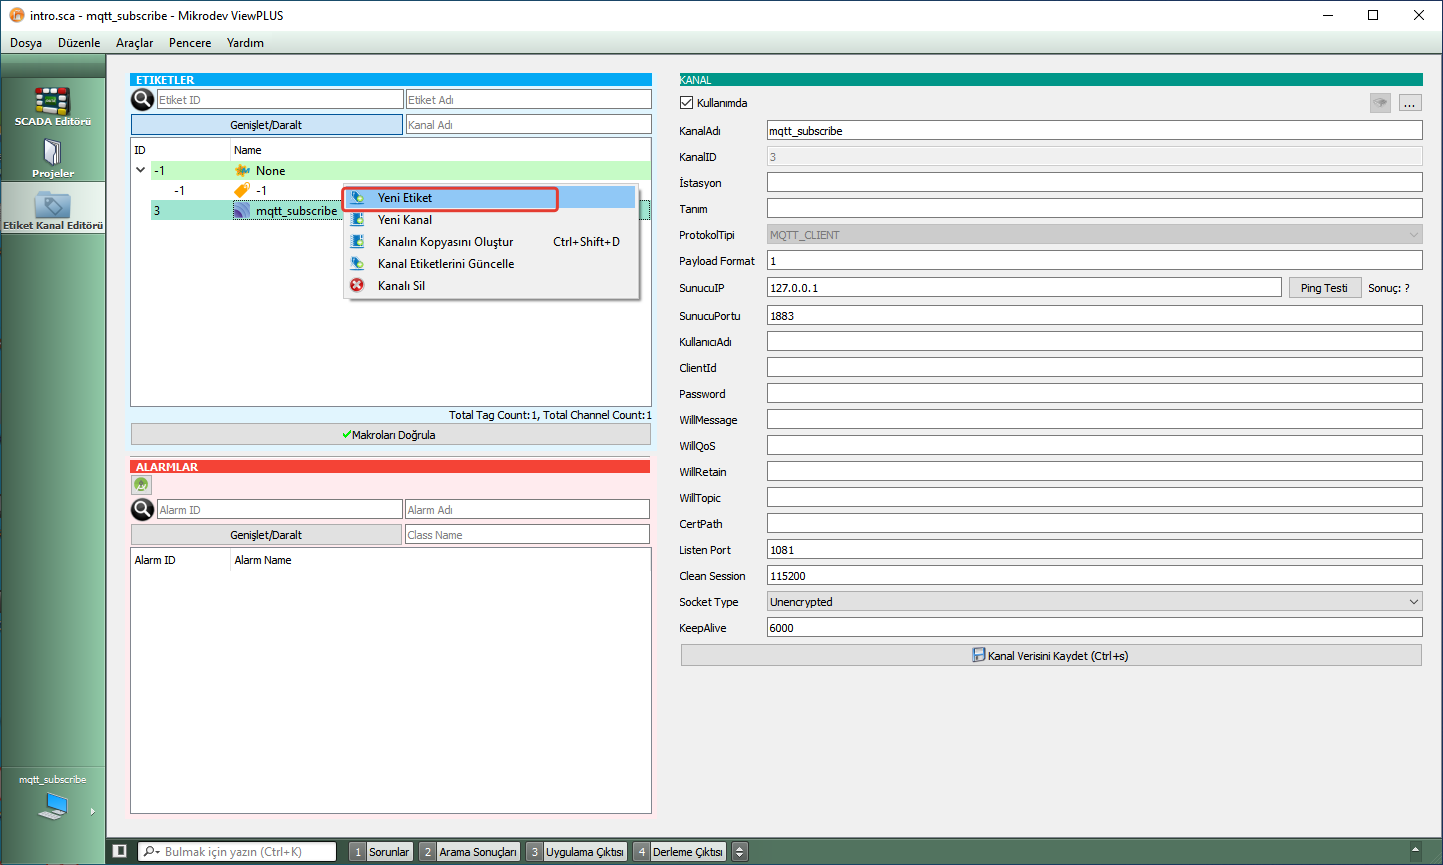 intro.sca - mqtt_subscribe - Mikrodev ViewPLUS
Dosya Düzenle Araçlar Pencere Yardım
SCADA Editörü
Projeler
Etiket Kanal Editörü
mqtt_subscribe
ETIKETLER
Etiket ID Etiket Adı
Genişlet/Daralt Kanal Adı
ID Name
-1 None
-1 -1
3 mqtt_subscribe
Yeni Etiket
Yeni Kanal
Kanalın Kopyasını Oluştur Ctrl+Shift+D
Kanal Etiketlerini Güncelle
Kanalı Sil
Total Tag Count:1, Total Channel Count:1
Makroları Doğrula
ALARMLAR
Alarm ID Alarm Adı
Genişlet/Daralt Class Name
Alarm ID Alarm Name
KANAL
Kullanımda ...
KanalAdı mqtt_subscribe
KanalID 3
İstasyon
Tanım
ProtokolTipi MQTT_CLIENT
Payload Format 1
SunucuIP 127.0.0.1 Ping Testi Sonuç: ?
SunucuPortu 1883
KullanıcıAdı
ClientId
Password
WillMessage
WillQoS
WillRetain
WillTopic
CertPath
Listen Port 1081
Clean Session 115200
Socket Type Unencrypted
KeepAlive 6000
Kanal Verisini Kaydet (Ctrl+s)
Bulmak için yazın (Ctrl+K) 1 Sorunlar 2 Arama Sonuçları 3 Uygulama Çıktısı 4 Derleme Çıktısı